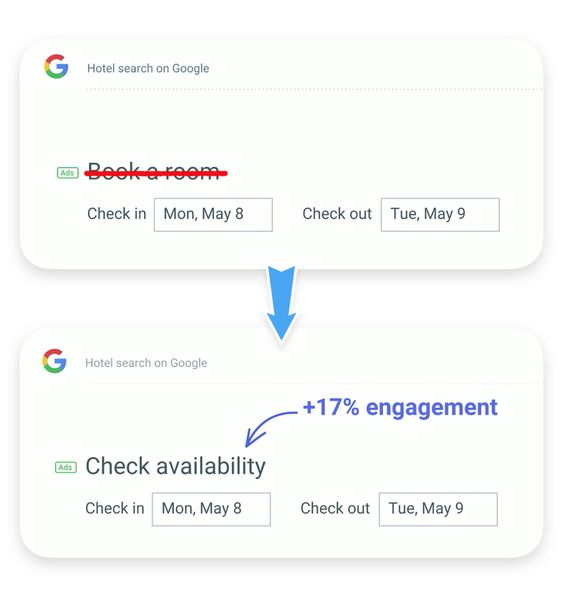 Hotel search on Google
Ads Book a room
Check in Mon, May 8 Check out Tue, May 9
Hotel search on Google
+17% engagement
Ads Check availability
Check in Mon, May 8 Check out Tue, May 9